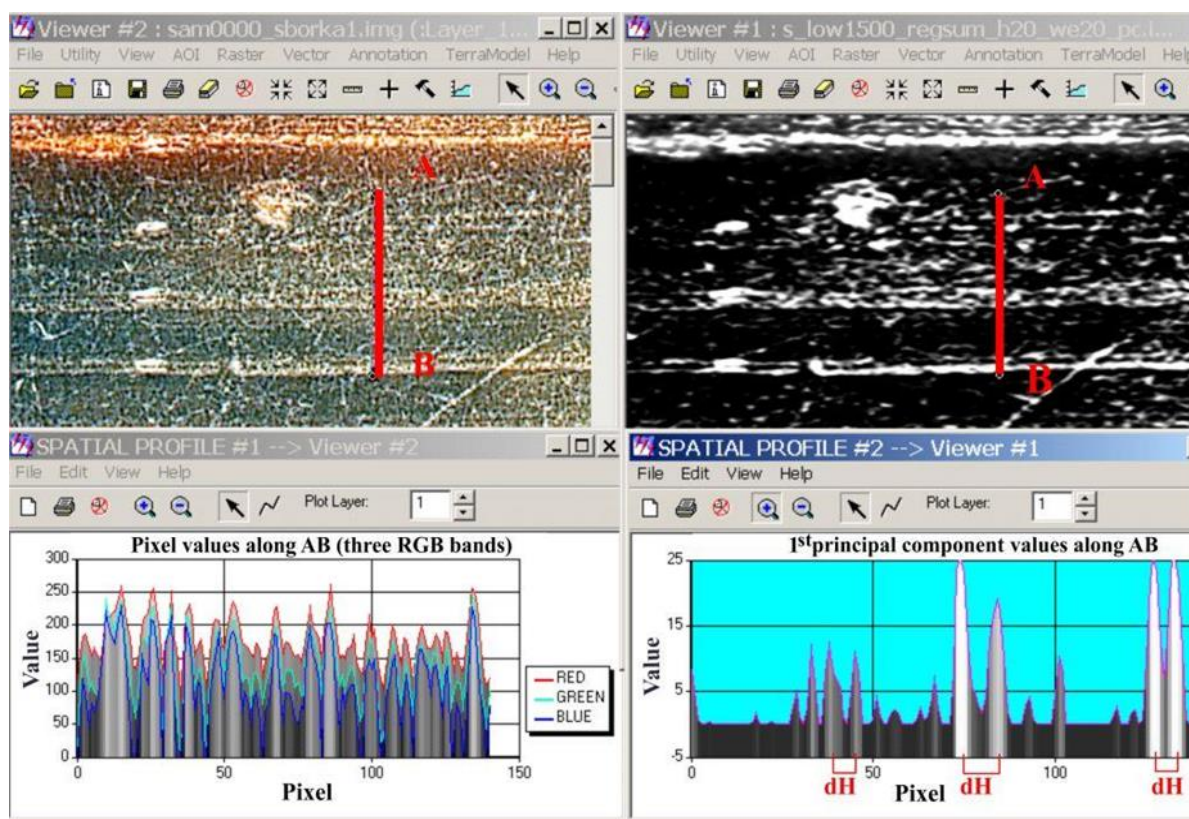 Viewer #2 : sam0000_sborka1.img (:Layer_1...
File Utility View AOI Raster Vector Annotation TerraModel Help
A
B
Viewer #1 : s_low1500_regsum_h20_we20_pc.i...
File Utility View AOI Raster Vector Annotation TerraModel Help
A
B
SPATIAL PROFILE #1 --> Viewer #2
File Edit View Help
Plot Layer: 1
Pixel values along AB (three RGB bands)
300
250
200
150
100
50
0
Value
0 50 100 150
Pixel
RED
GREEN
BLUE
SPATIAL PROFILE #2 --> Viewer #1
File Edit View Help
Plot Layer: 1
1st principal component values along AB
25
15
5
-5
Value
0 50 100
dH dH dH
Pixel